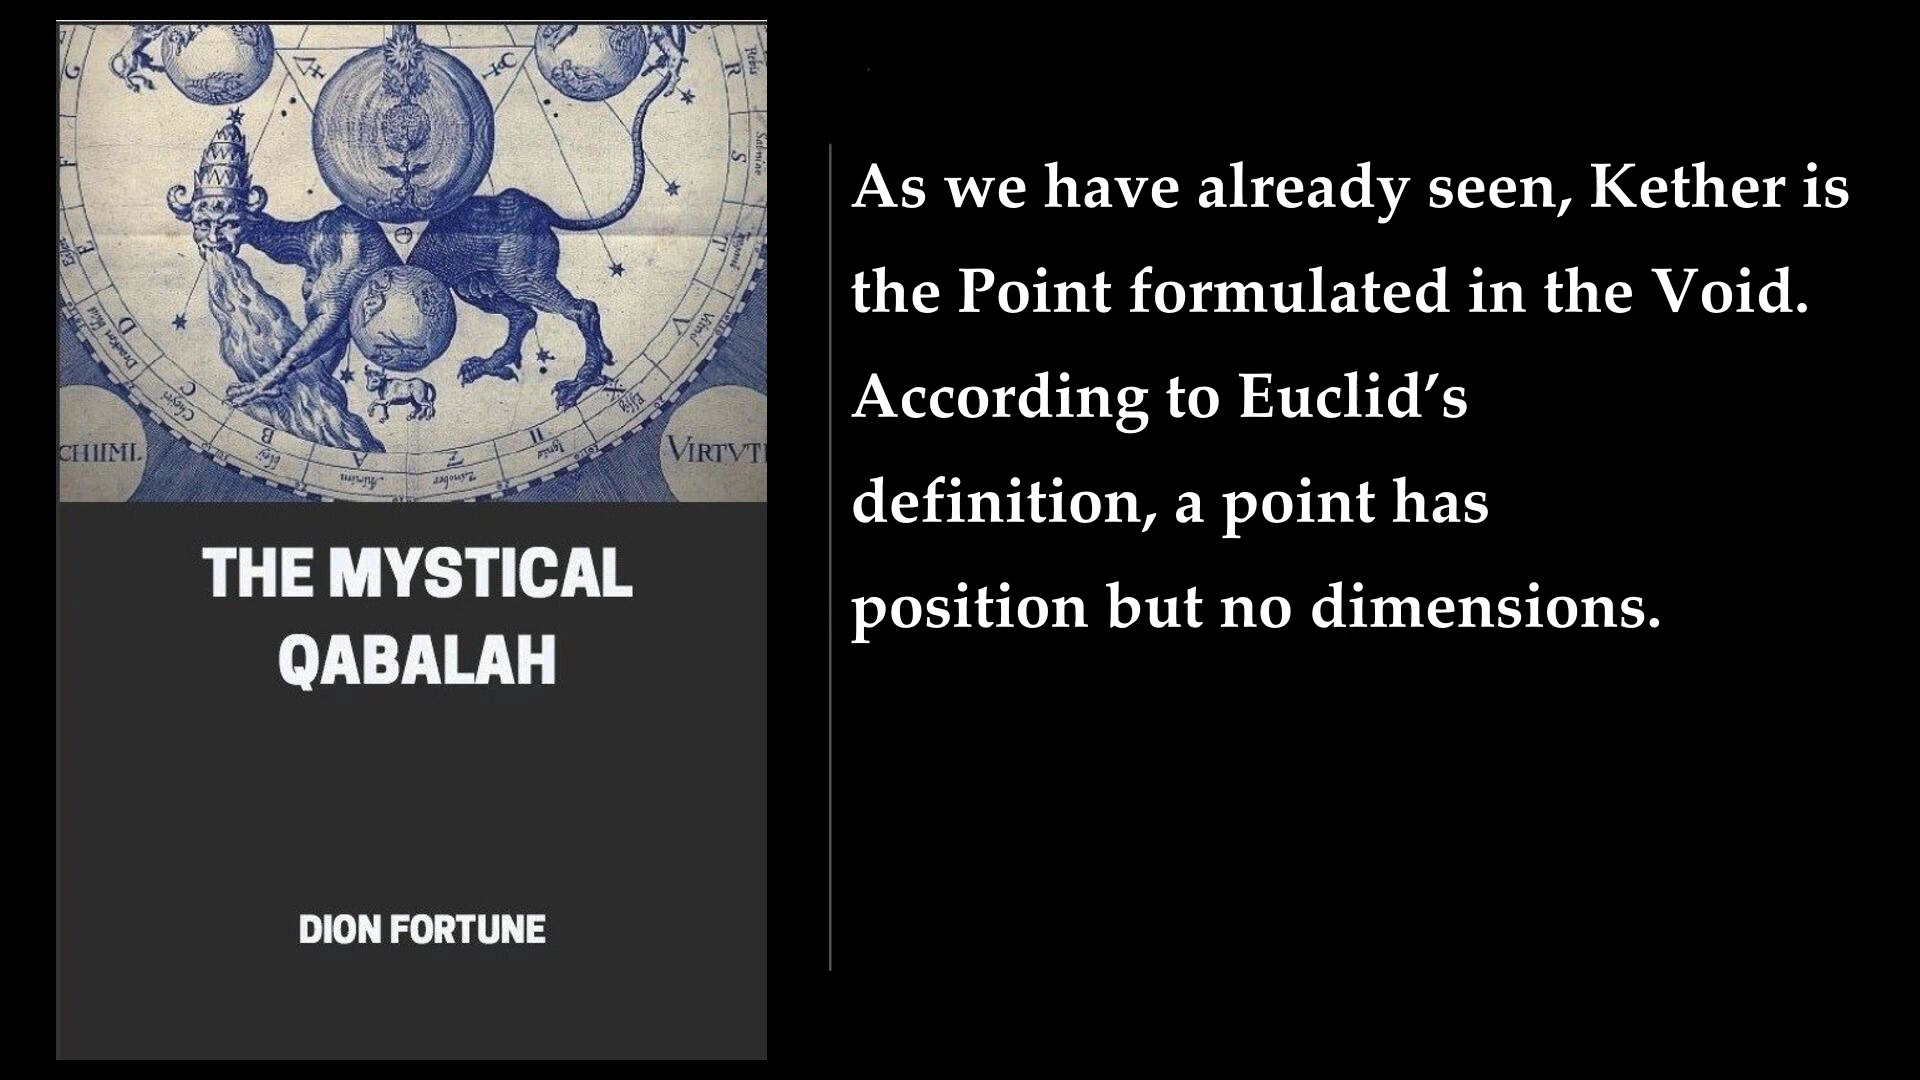 CHIIMI.
VIRTVTI
THE MYSTICAL
QABALAH
DION FORTUNE
As we have already seen, Kether is
the Point formulated in the Void.
According to Euclid’s
definition, a point has
position but no dimensions.